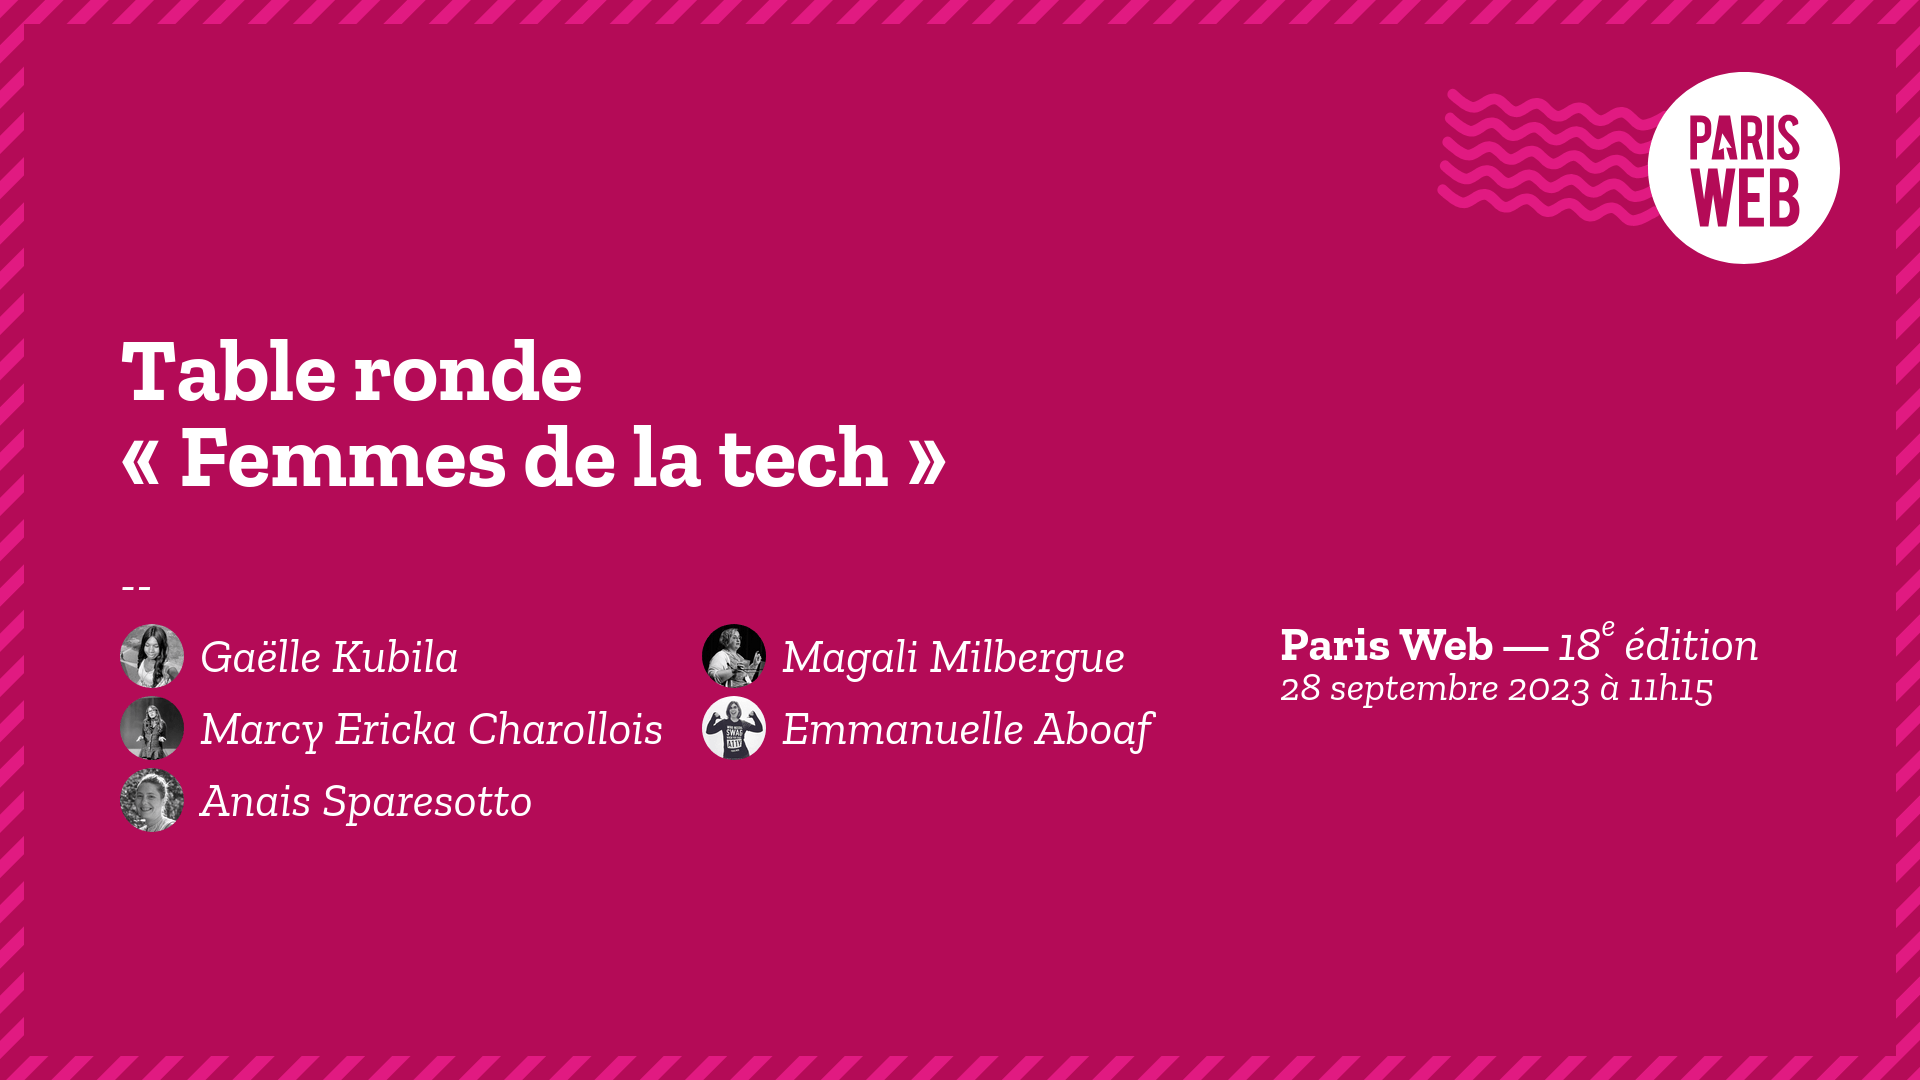 PARIS
WEB
Table ronde
« Femmes de la tech »
--
Gaëlle Kubila
Marcy Ericka Charollois
Anais Sparesotto
Magali Milbergue
Emmanuelle Aboaf
Paris Web — 18e édition
28 septembre 2023 à 11h15
SWAG